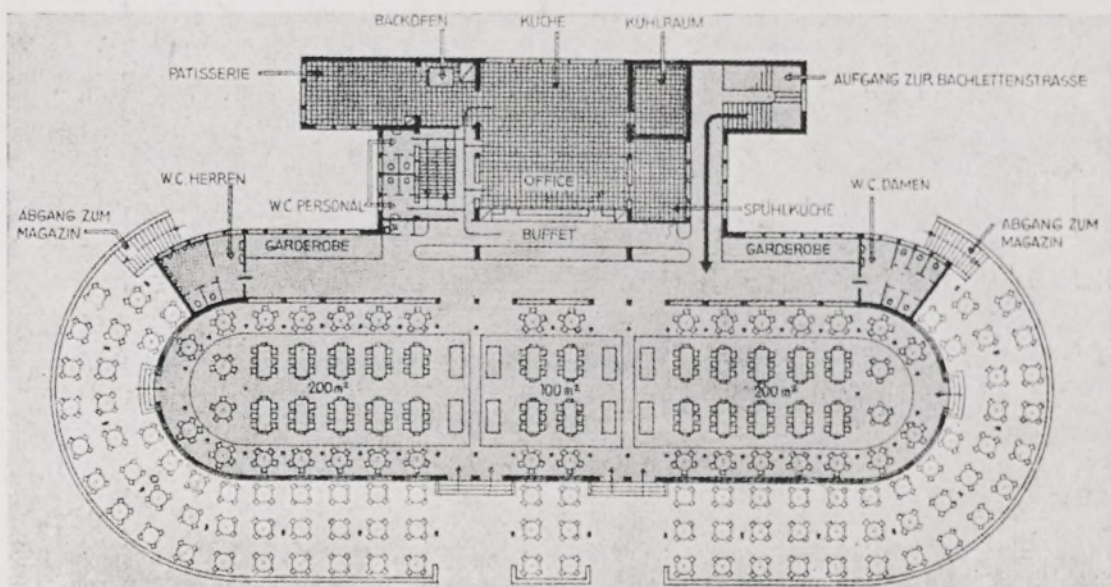 BACKOFEN
KÜCHE
KÜHLRAUM
PATISSERIE
AUFGANG ZUR BACHLETTENSTRASSE
W.C. HERREN
OFFICE
W.C. DAMEN
W.C. PERSONAL
SPÜHLKÜCHE
ABGANG ZUM
MAGAZIN
BUFFET
ABGANG ZUM
MAGAZIN
GARDEROBE
GARDEROBE
200 m²
100 m²
200 m²